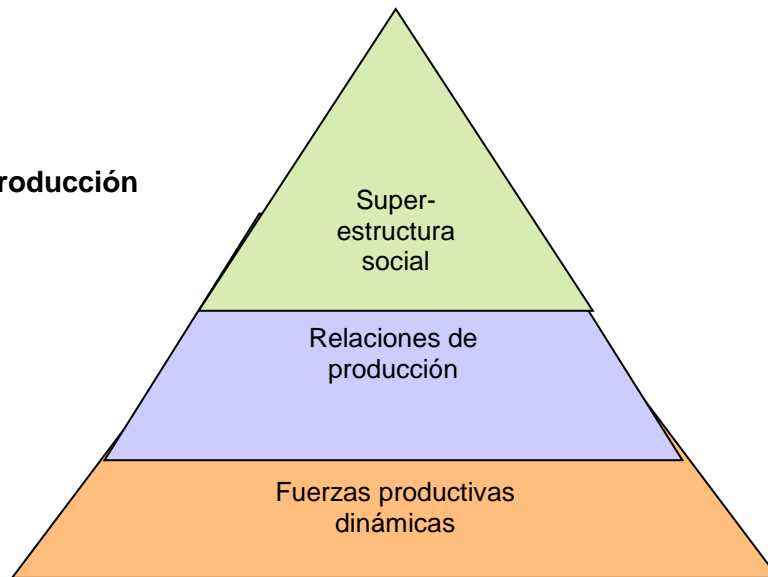 roducción
Super-
estructura
social
Relaciones de
producción
Fuerzas productivas
dinámicas